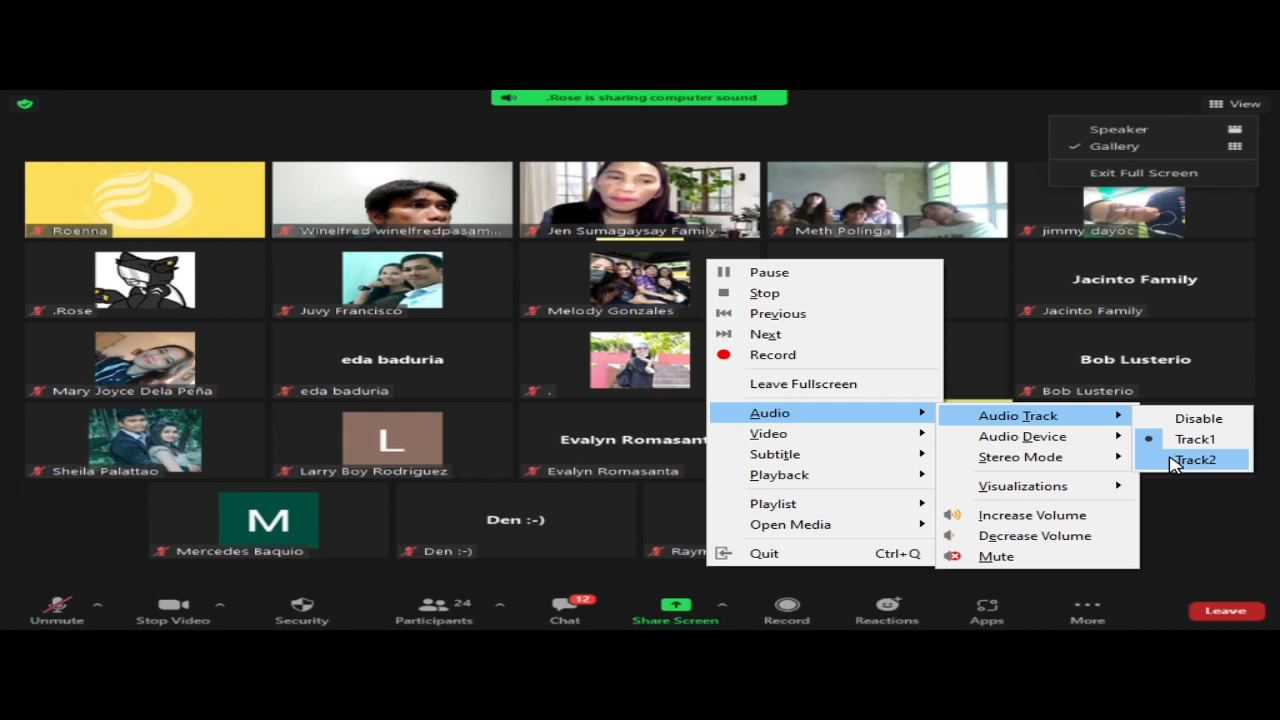 .Rose is sharing computer sound
View
Speaker
Gallery
Exit Full Screen
Roenna
Winelfred winelfredpasam...
Jen Sumagaysay Family
Meth Polinga
jimmy dayoc
.Rose
Juvy Francisco
Melody Gonzales
Jacinto Family
Jacinto Family
Mary Joyce Dela Peña
eda baduria
eda baduria
.
Bob Lusterio
Bob Lusterio
Sheila Palattao
L
Larry Boy Rodriguez
Evalyn Romasant
Evalyn Romasanta
M
Mercedes Baquio
Den :-)
Den :-)
Raym
Pause
Stop
Previous
Next
Record
Leave Fullscreen
Audio
Video
Subtitle
Playback
Playlist
Open Media
Quit Ctrl+Q
Audio Track
Audio Device
Stereo Mode
Visualizations
Increase Volume
Decrease Volume
Mute
Disable
Track1
Track2
Unmute
Stop Video
Security
Participants 24
Chat 12
Share Screen
Record
Reactions
Apps
More
Leave